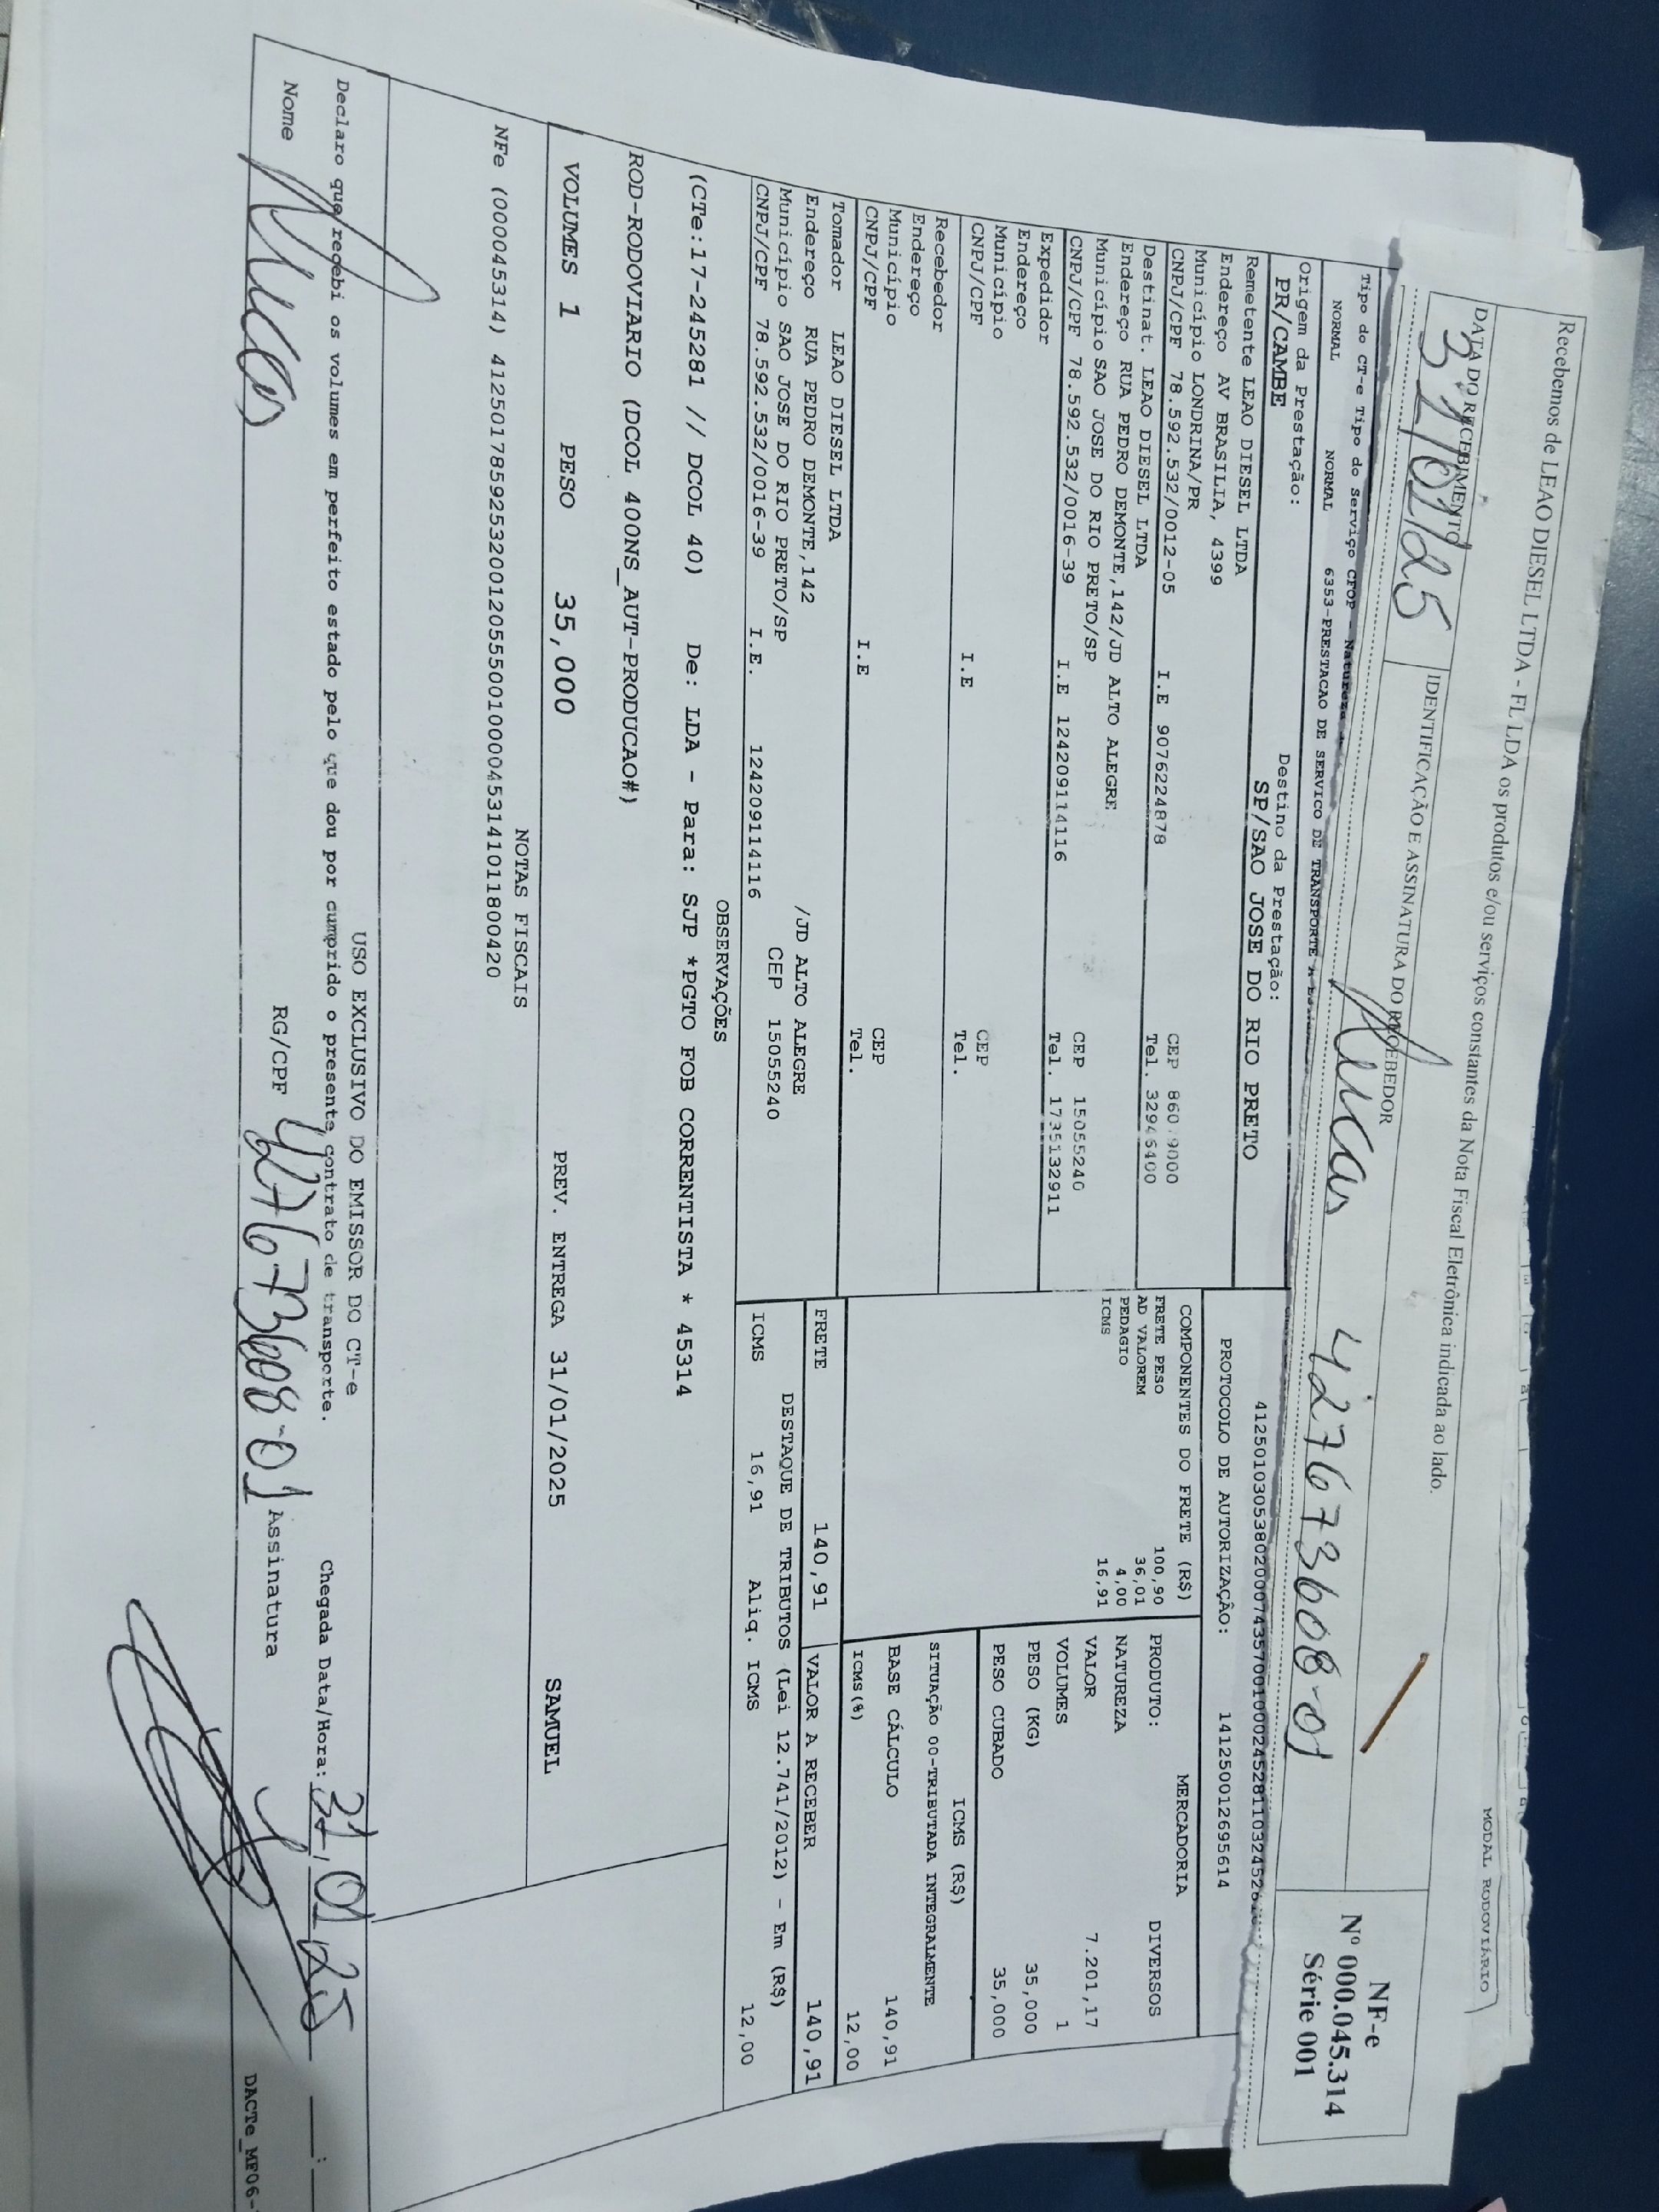 Recebemos de LEAO DIESEL LTDA - FL LDA os produtos e/ou serviços constantes da Nota Fiscal Eletrônica indicada ao lado.
DATA DO RECEBIMENTO
31/01/25
IDENTIFICAÇÃO E ASSINATURA DO RECEBEDOR
Lucas 427673608-01
NF-e
Nº 000.045.314
Série 001
MODAL RODOVIÁRIO
Tipo do CT-e Tipo do Serviço CFOP - Natureza
NORMAL NORMAL 6353-PRESTACAO DE SERVICO DE TRANSPORTE A
Origem da Prestação: Destino da Prestação:
PR/CAMBE SP/SAO JOSE DO RIO PRETO
PROTOCOLO DE AUTORIZAÇÃO: 141250012695614
Remetente LEAO DIESEL LTDA
Endereço AV BRASILIA, 4399
Município LONDRINA/PR CEP
CNPJ/CPF 78.592.532/0012-05 I.E 9076224878 Tel. 32946400
Destinat. LEAO DIESEL LTDA
Endereço RUA PEDRO DEMONTE,142/JD ALTO ALEGRE
Município SAO JOSE DO RIO PRETO/SP CEP 15055240
CNPJ/CPF 78.592.532/0016-39 I.E 124209114116 Tel. 1735132911
Expedidor
Endereço
Município CEP
CNPJ/CPF I.E Tel.
Recebedor
Endereço
Município CEP
CNPJ/CPF I.E Tel.
Tomador LEAO DIESEL LTDA
Endereço RUA PEDRO DEMONTE,142 /JD ALTO ALEGRE
Município SAO JOSE DO RIO PRETO/SP CEP 15055240
CNPJ/CPF 78.592.532/0016-39 I.E. 124209114116
COMPONENTES DO FRETE (R$)
FRETE PESO 100,90
AD VALOREM 36,01
PEDAGIO 4,00
ICMS 16,91
MERCADORIA
PRODUTO: DIVERSOS
NATUREZA
VALOR 7.201,17
VOLUMES 1
PESO (KG) 35,000
PESO CUBADO 35,000
ICMS (R$)
SITUAÇÃO 00-TRIBUTADA INTEGRALMENTE
BASE CÁLCULO 140,91
ICMS(%) 12,00
FRETE 140,91 VALOR A RECEBER 140,91
DESTAQUE DE TRIBUTOS (Lei 12.741/2012) - Em (R$)
ICMS 16,91 Aliq. ICMS 12,00
OBSERVAÇÕES
(CTe:17-245281 // DCOL 40) De: LDA - Para: SJP *PGTO FOB CORRENTISTA * 45314
ROD-RODOVIARIO (DCOL 400NS_AUT-PRODUCAO#)
VOLUMES 1 PESO 35,000 PREV. ENTREGA 31/01/2025 SAMUEL
NOTAS FISCAIS
NFe (000045314) 41250178592532001205550010000453141011800420
USO EXCLUSIVO DO EMISSOR DO CT-e
Declaro que recebi os volumes em perfeito estado pelo que dou por cumprido o presente contrato de transporte. Chegada Data/Hora: 31/01/25 __:__
Nome Lucas RG/CPF 427673608-01 Assinatura
DACTe_MF06-